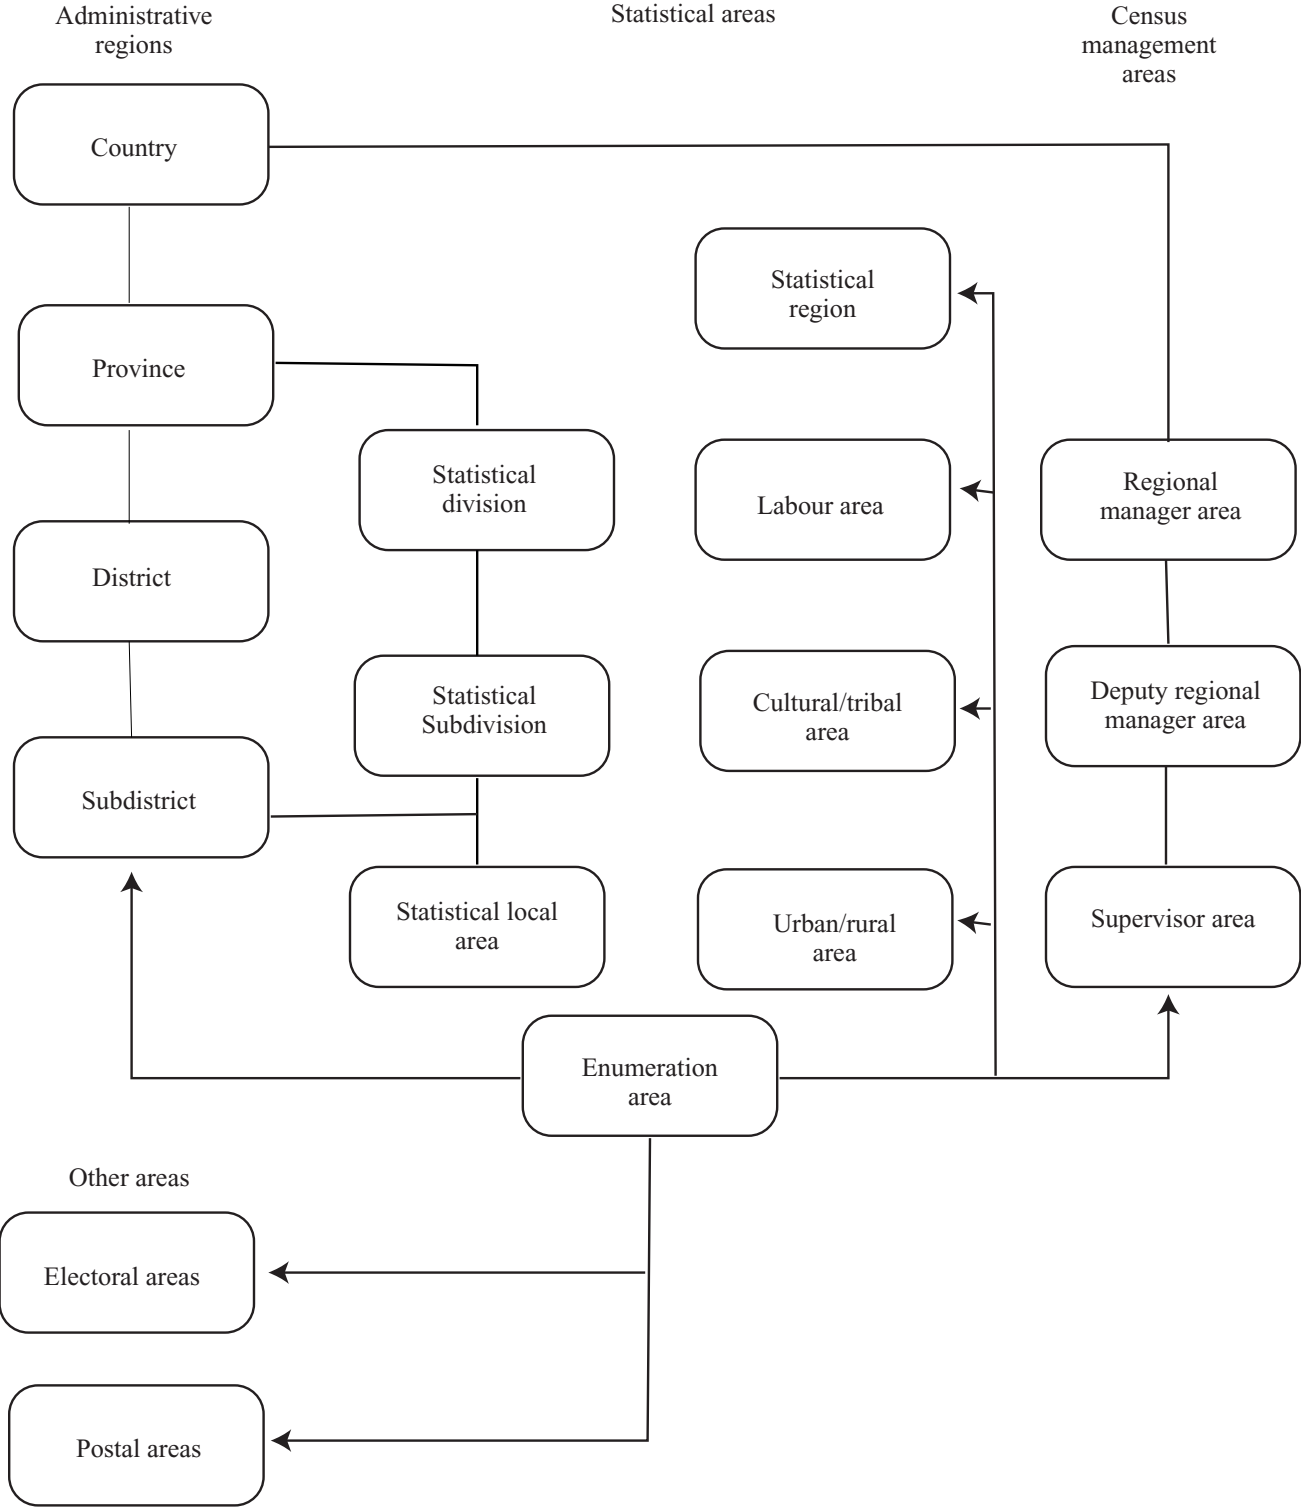 Administrative
regions
Statistical areas
Census
management
areas
Country
Statistical
region
Province
Statistical
division
Labour area
Regional
manager area
District
Statistical
Subdivision
Cultural/tribal
area
Deputy regional
manager area
Subdistrict
Statistical local
area
Urban/rural
area
Supervisor area
Enumeration
area
Other areas
Electoral areas
Postal areas